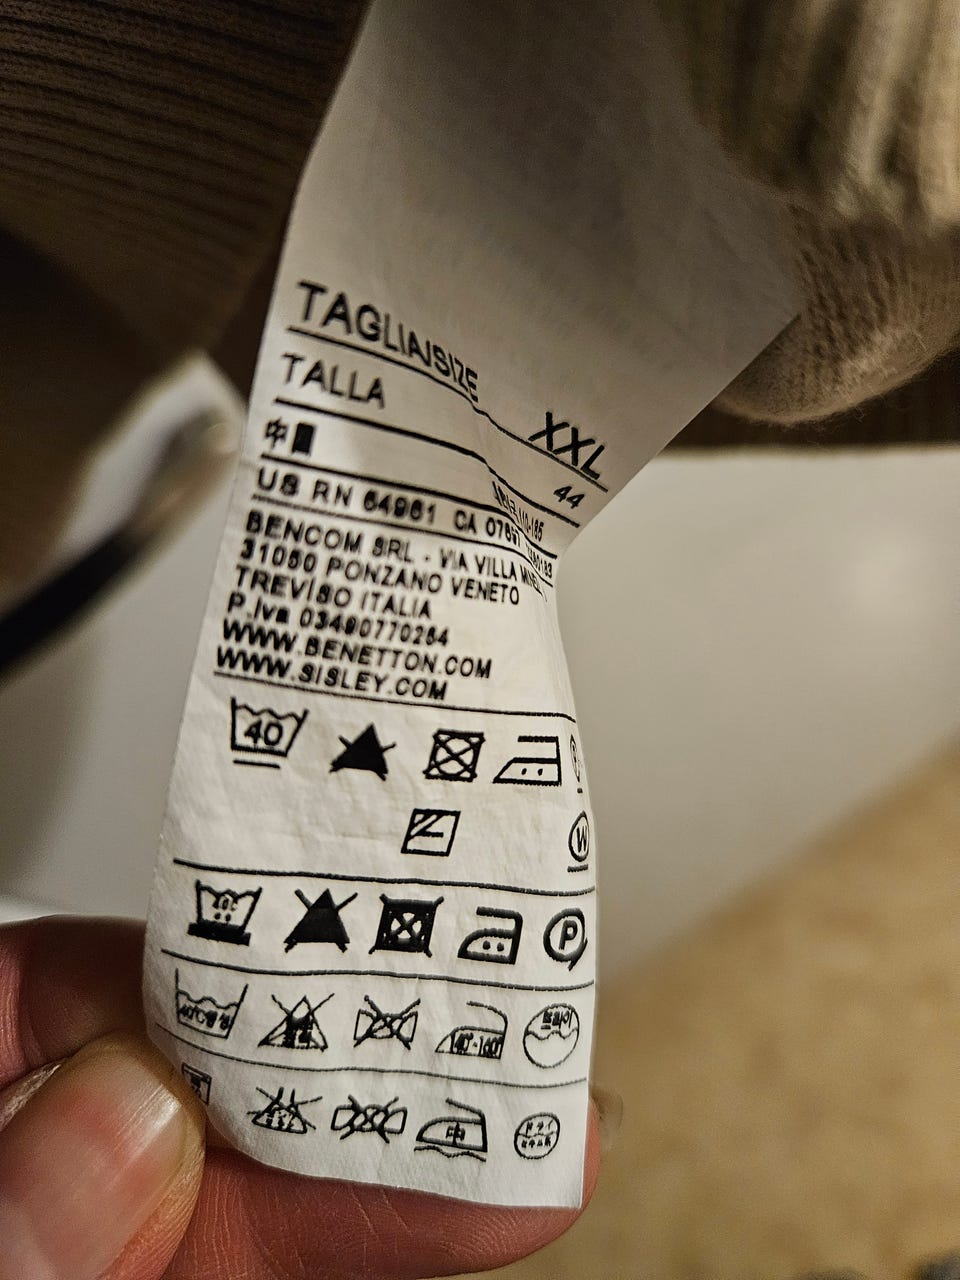 TAGLIA/SIZE XXL
TALLA 44
中国
US RN 64961 CA 07697
BENCOM SRL - VIA VILLA
31050 PONZANO VENETO
TREVISO ITALIA
P.Iva 03490770264
WWW.BENETTON.COM
WWW.SISLEY.COM
40
W
P